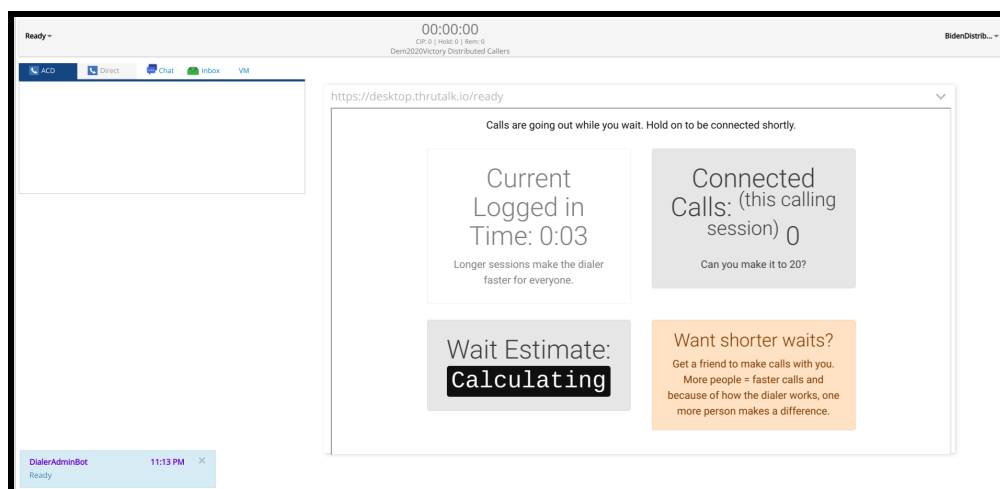 Ready
00:00:00
CIP: 0 | Hold: 0 | Rem: 0
Dem2020Victory Distributed Callers
BidenDistrib...
ACD
Direct
Chat
Inbox
VM
https://desktop.thrutalk.io/ready
Calls are going out while you wait. Hold on to be connected shortly.
Current
Logged in
Time: 0:03
Longer sessions make the dialer
faster for everyone.
Connected
Calls: (this calling
session) 0
Can you make it to 20?
Wait Estimate:
Calculating
Want shorter waits?
Get a friend to make calls with you.
More people = faster calls and
because of how the dialer works, one
more person makes a difference.
DialerAdminBot 11:13 PM
Ready